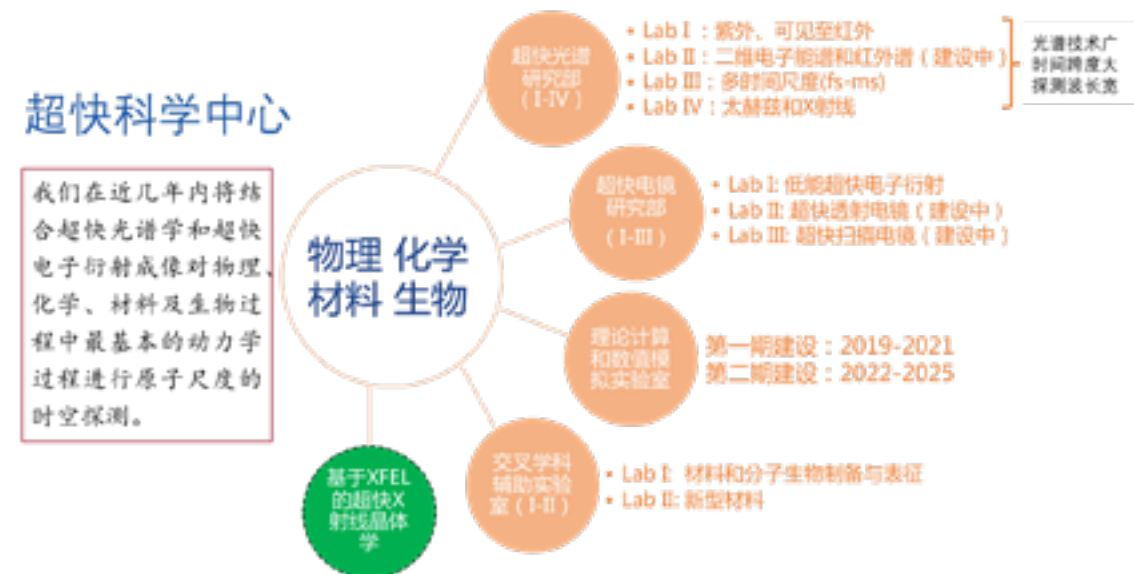 超快科学中心
我们在近几年内将结
合超快光谱学和超快
电子衍射成像对物理、
化学、材料及生物过
程中最基本的动力学
过程进行原子尺度的
时空探测。
物理 化学
材料 生物
超快光谱
研究部
(I-IV)
• Lab I：紫外、可见至红外
• Lab II：二维电子能谱和红外谱（建设中）
• Lab III：多时间尺度(fs-ms)
• Lab IV：太赫兹和X射线
光谱技术广
时间跨度大
探测波长宽
超快电镜
研究部
（I-III）
• Lab I: 低能超快电子衍射
• Lab II: 超快透射电镜（建设中）
• Lab III: 超快扫描电镜（建设中）
理论计算
和数值模
拟实验室
第一期建设：2019-2021
第二期建设：2022-2025
交叉学科
辅助实验
室（I-II）
• Lab I: 材料和分子生物制备与表征
• Lab II: 新型材料
基于XFEL
的超快X
射线晶体
学